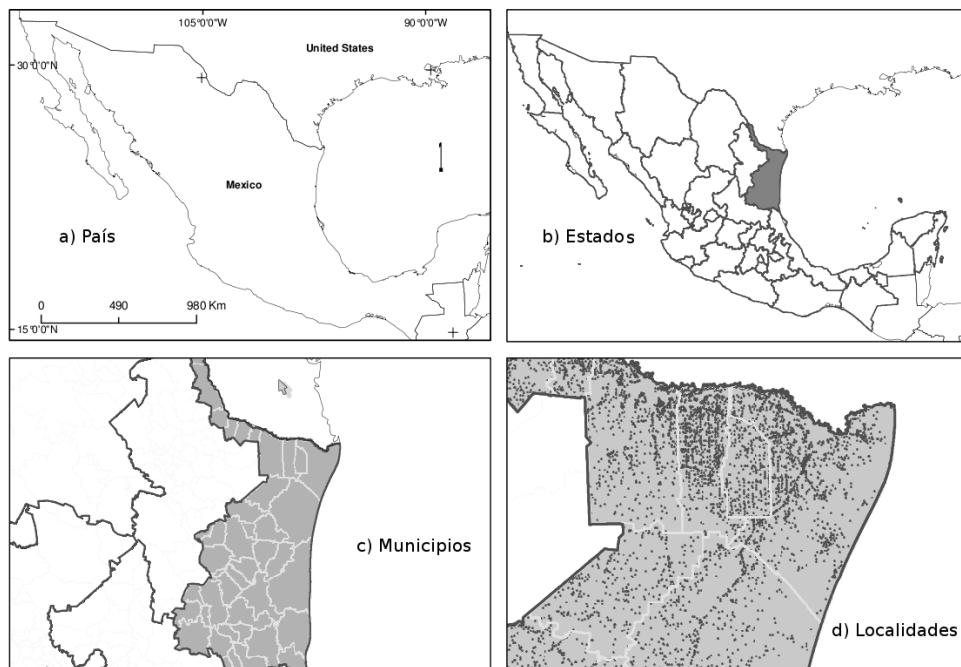 105°0'0"W 90°0'0"W
United States
30°0'0"N
Mexico
a) País
0 490 980 Km
15°0'0"N
b) Estados
c) Municipios
d) Localidades